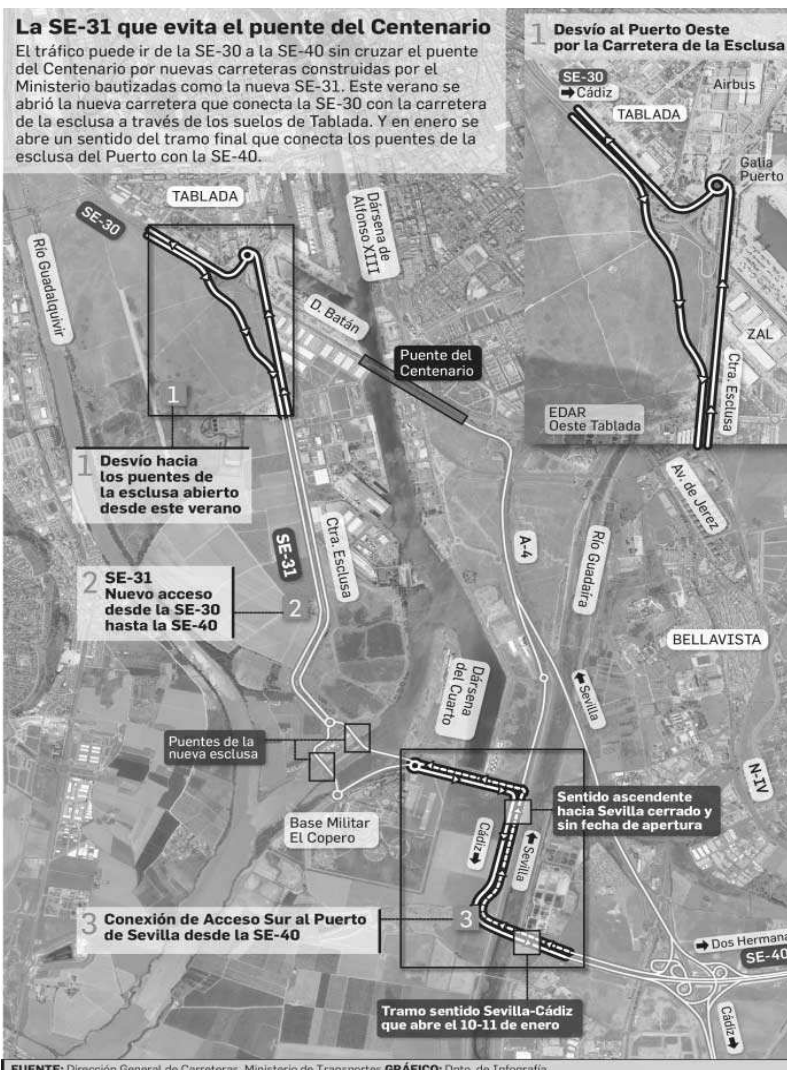 La SE-31 que evita el puente del Centenario
El tráfico puede ir de la SE-30 a la SE-40 sin cruzar el puente
del Centenario por nuevas carreteras construidas por el
Ministerio bautizadas como la nueva SE-31. Este verano se
abrió la nueva carretera que conecta la SE-30 con la carretera
de la esclusa a través de los suelos de Tablada. Y en enero se
abre un sentido del tramo final que conecta los puentes de la
esclusa del Puerto con la SE-40.
1 Desvío al Puerto Oeste
por la Carretera de la Esclusa
SE-30
Cádiz
Airbus
TABLADA
Galia
Puerto
ZAL
Ctra. Esclusa
EDAR
Oeste Tablada
TABLADA
SE-30
Río Guadalquivir
Dársena de
Alfonso XIII
D. Batán
Puente del
Centenario
1
1 Desvío hacia
los puentes de
la esclusa abierto
desde este verano
Av. de Jerez
SE-31
Ctra. Esclusa
A-4
Río Guadaira
2 SE-31
Nuevo acceso
desde la SE-30
hasta la SE-40
2
BELLAVISTA
Dársena
del Cuarto
Sevilla
Puentes de la
nueva esclusa
N-IV
Base Militar
El Copero
Sentido ascendente
hacia Sevilla cerrado y
sin fecha de apertura
Cádiz
Sevilla
3 Conexión de Acceso Sur al Puerto
de Sevilla desde la SE-40
3
Dos Hermana
SE-40
Tramo sentido Sevilla-Cádiz
que abre el 10-11 de enero
Cádiz
FUENTE: Dirección General de Carreteras. Ministerio de Transportes GRÁFICO: Dpto. de Infografía